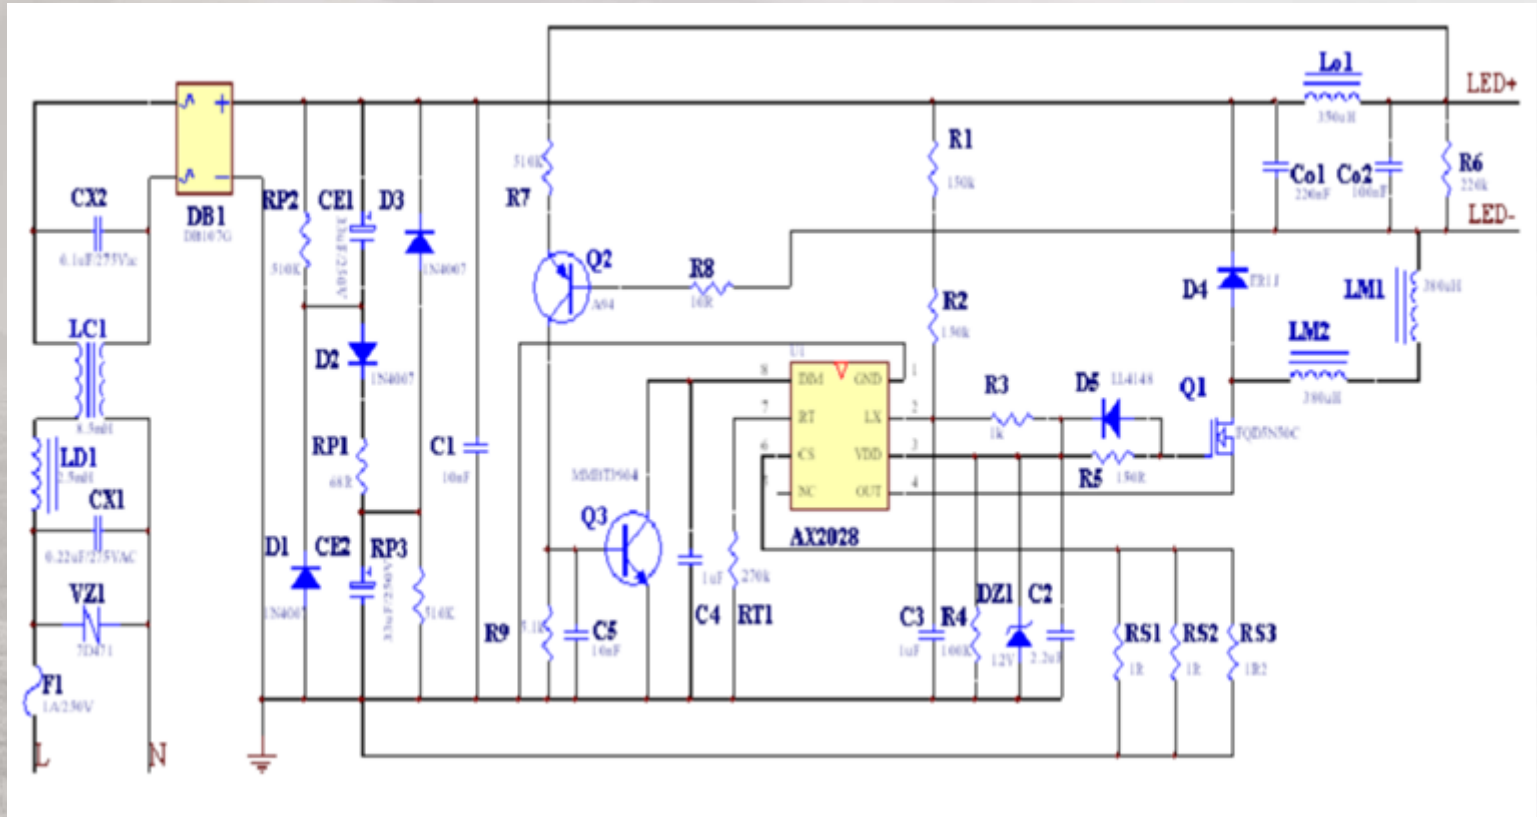 Lo1
LED+
350uH
R1
510K
150k
R7
Co1
220nF
Co2
100nF
R6
220k
CX2
DB1
DB107G
RP2
CE1
D3
LED-
0.1uF/275Vac
510K
33uF/250V
1N4007
Q2
A94
R8
10R
D4
LM1
380uH
R2
150k
LC1
8.5mH
D2
1N4007
LM2
380uH
U1
8
DIM
GND
1
R3
1k
D5
LL4148
Q1
7
RT
LX
2
FQD5N50C
LD1
2.5mH
RP1
68R
C1
10nF
6
CS
VDD
3
R5
150R
MMBT3904
5
NC
OUT
4
CX1
0.22uF/275VAC
Q3
AX2028
D1
CE2
RP3
1N4007
33uF/250V
510K
VZ1
7D471
R9
5.1k
C5
10nF
1uF
C4
270k
RT1
C3
1uF
R4
100K
DZ1
12V
C2
2.2uF
RS1
1R
RS2
1R
RS3
1R2
F1
1A/250V
L
N